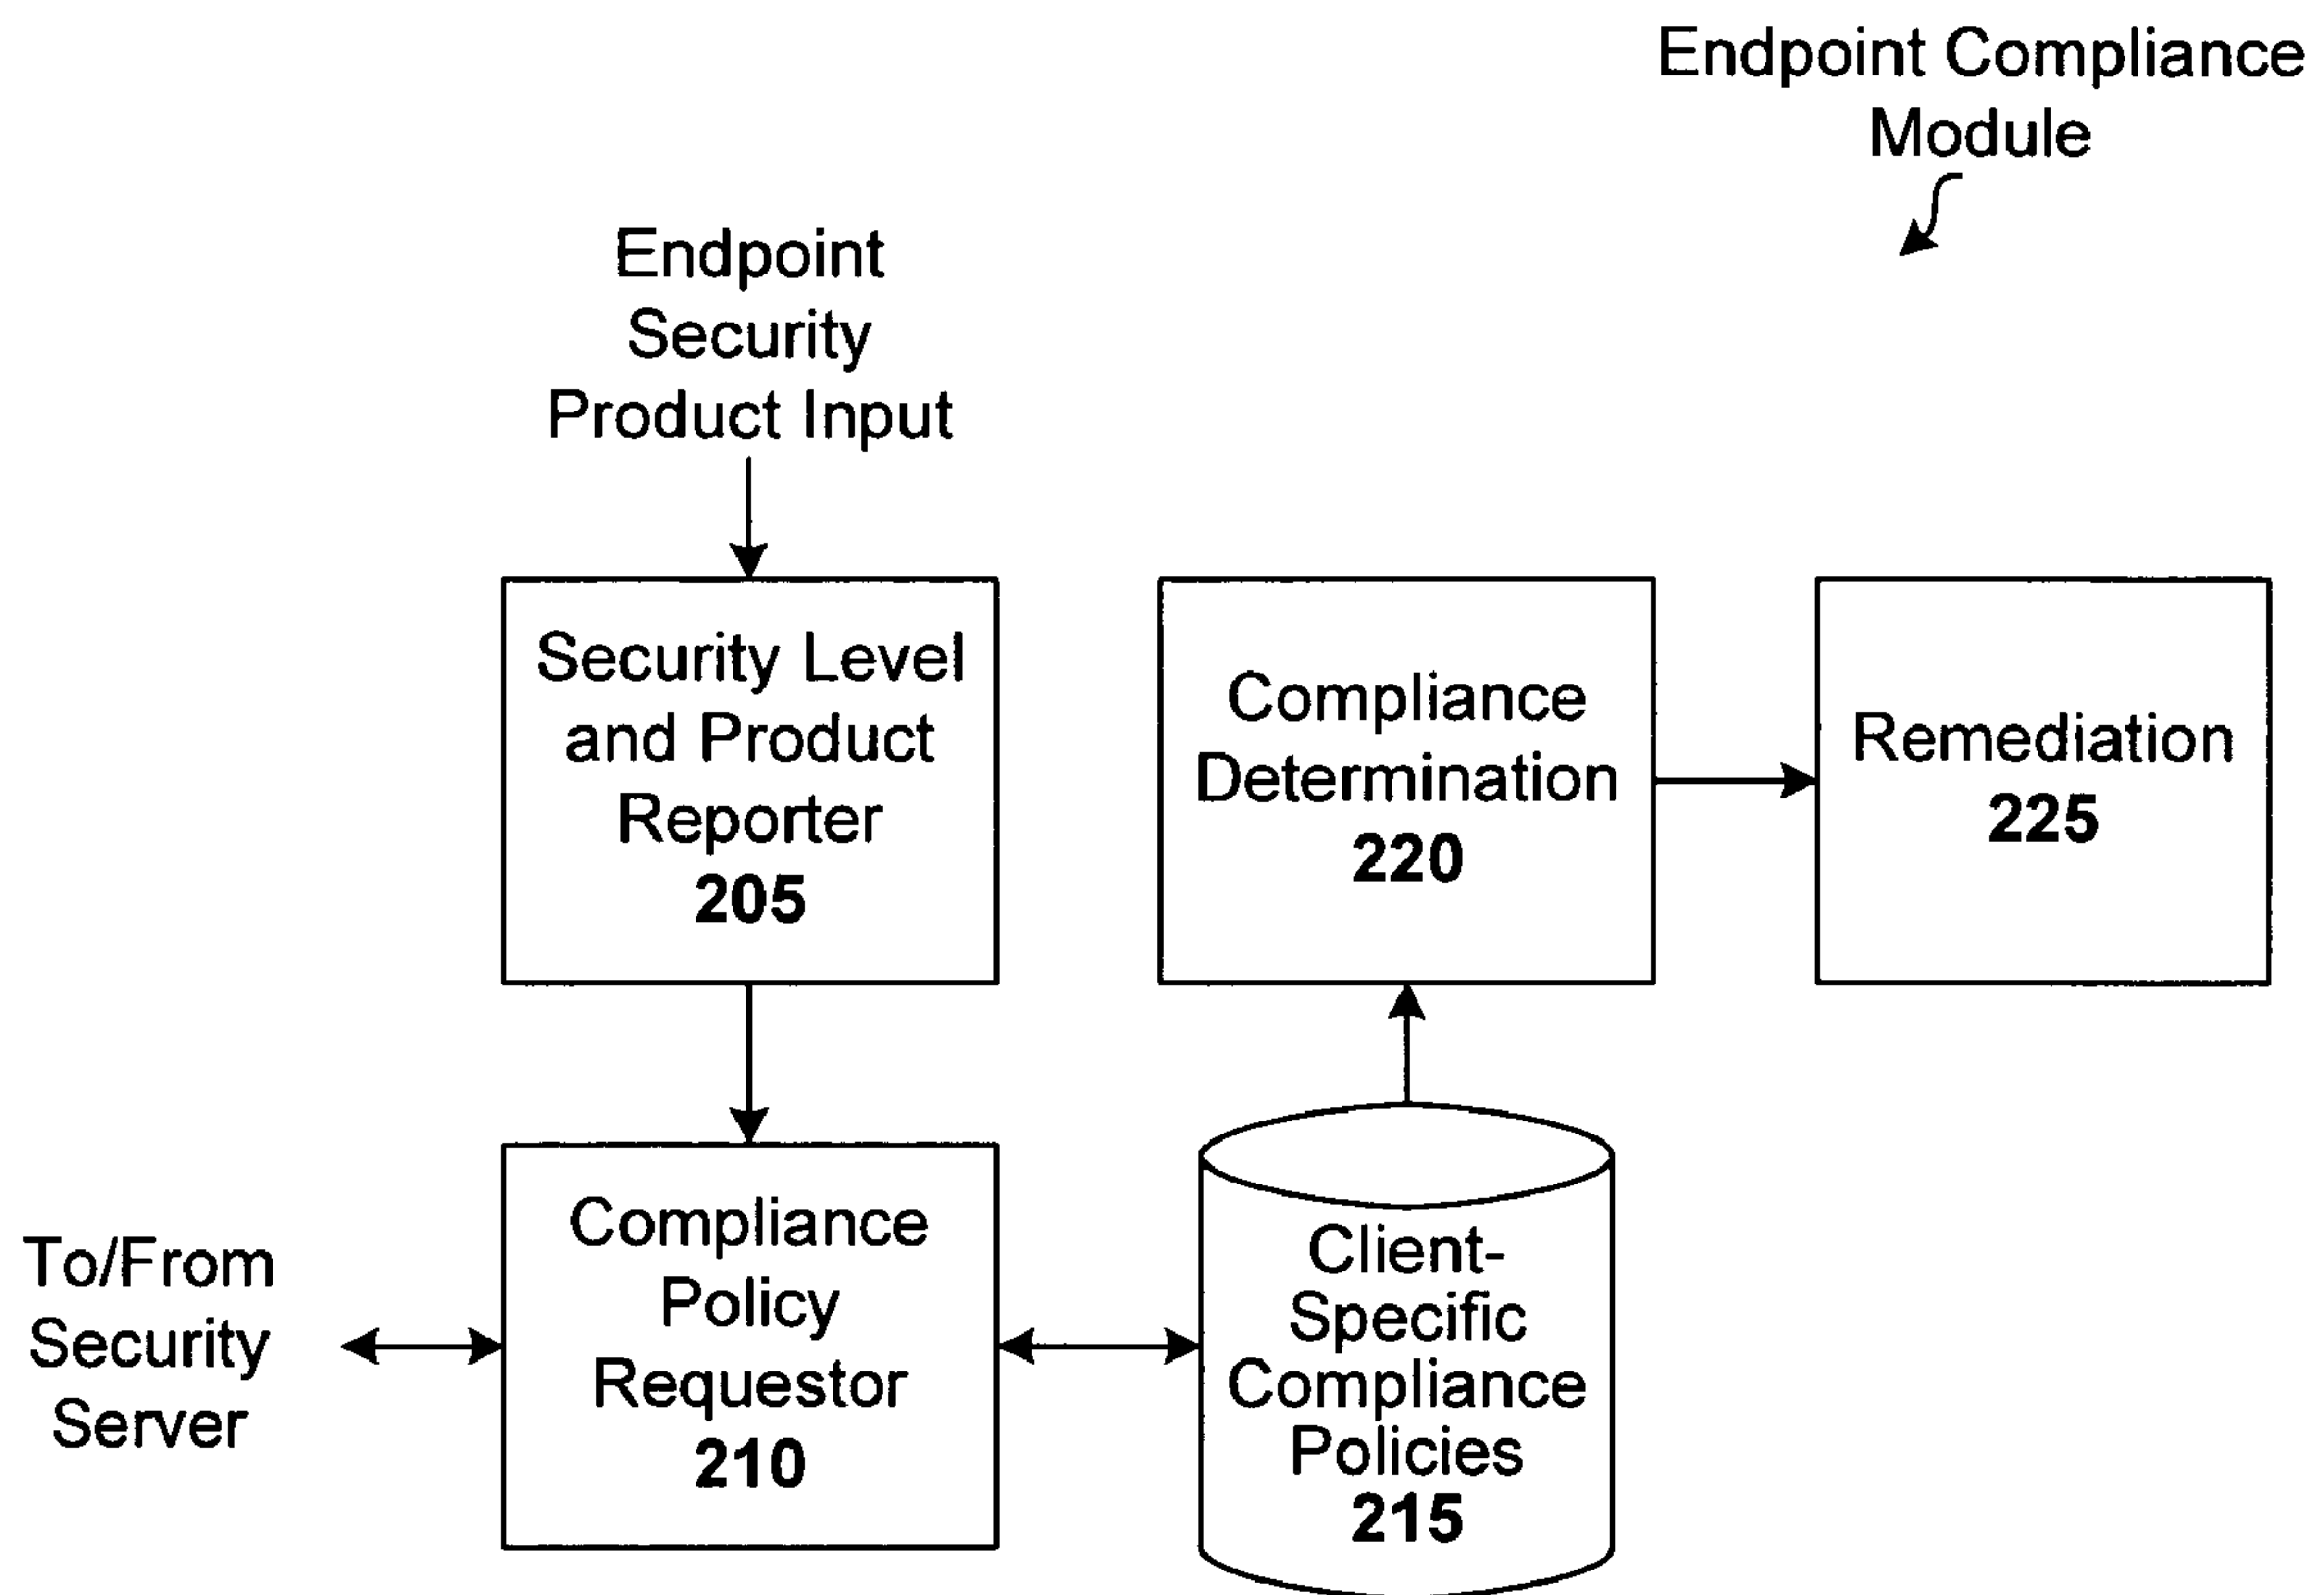 Endpoint Compliance
Module
Endpoint
Security
Product Input
Security Level
and Product
Reporter
205
Compliance
Determination
220
Remediation
225
To/From
Security
Server
Compliance
Policy
Requestor
210
Client-
Specific
Compliance
Policies
215